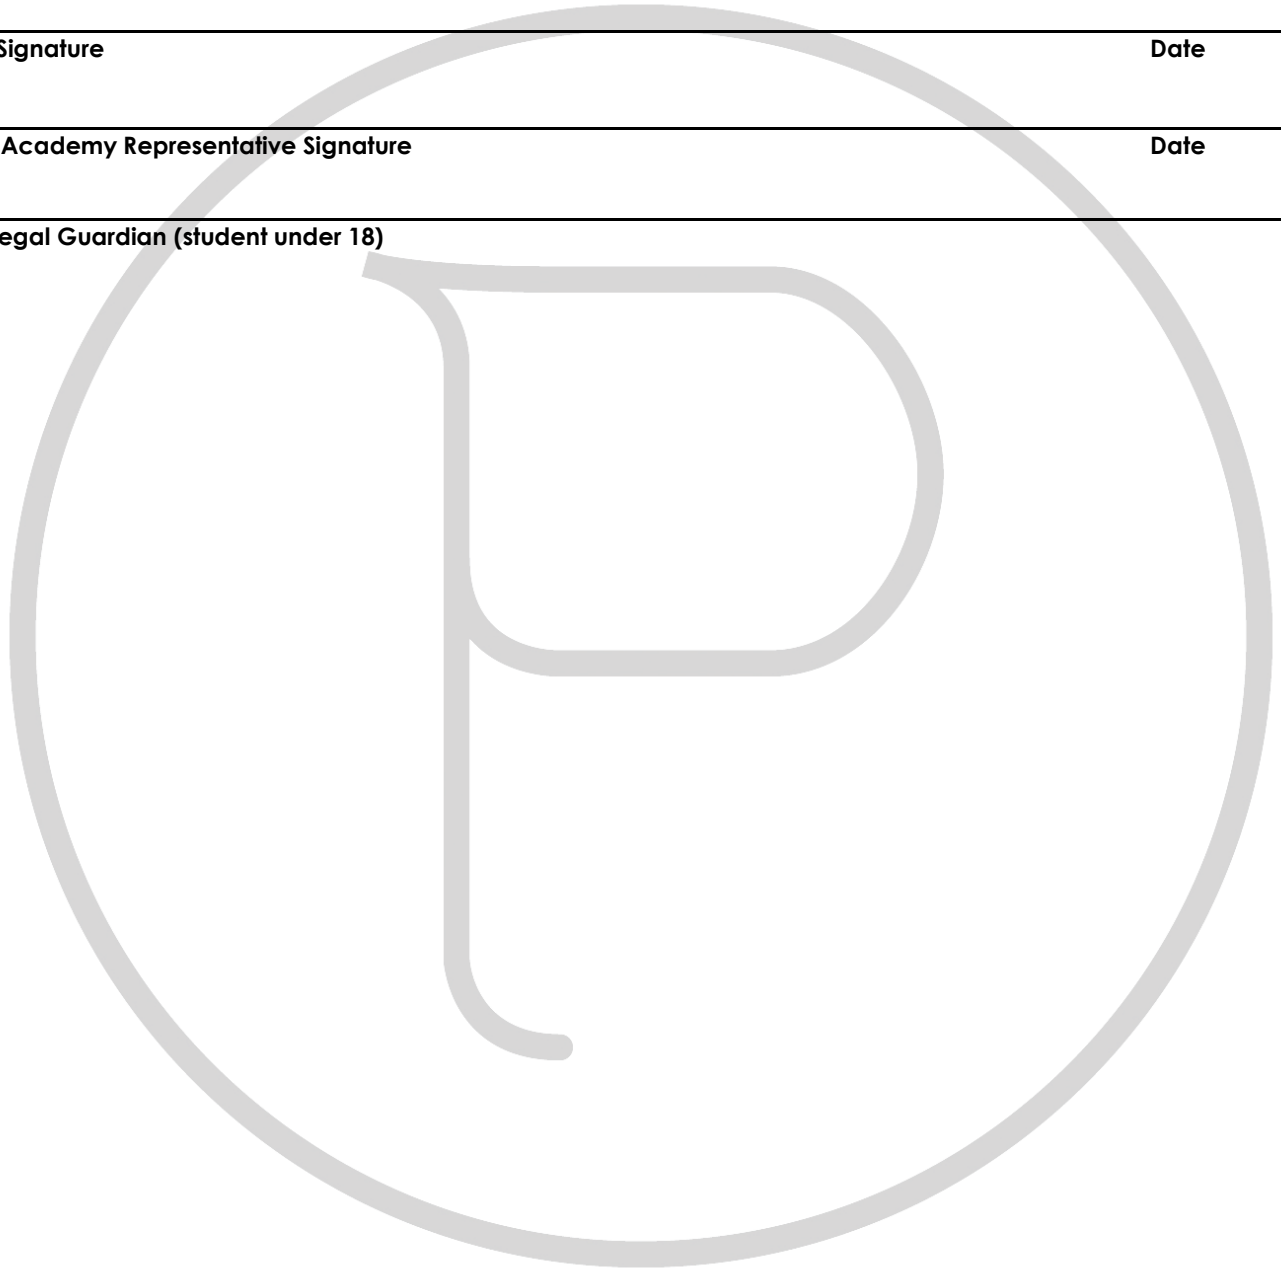 Signature Date
Academy Representative Signature Date
egal Guardian (student under 18)
P